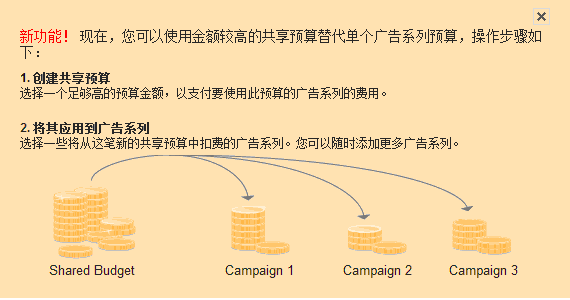 新功能！ 现在，您可以使用金额较高的共享预算替代单个广告系列预算，操作步骤如
下：
1. 创建共享预算
选择一个足够高的预算金额，以支付要使用此预算的广告系列的费用。
2. 将其应用到广告系列
选择一些将从这笔新的共享预算中扣费的广告系列。您可以随时添加更多广告系列。
Shared Budget
Campaign 1
Campaign 2
Campaign 3